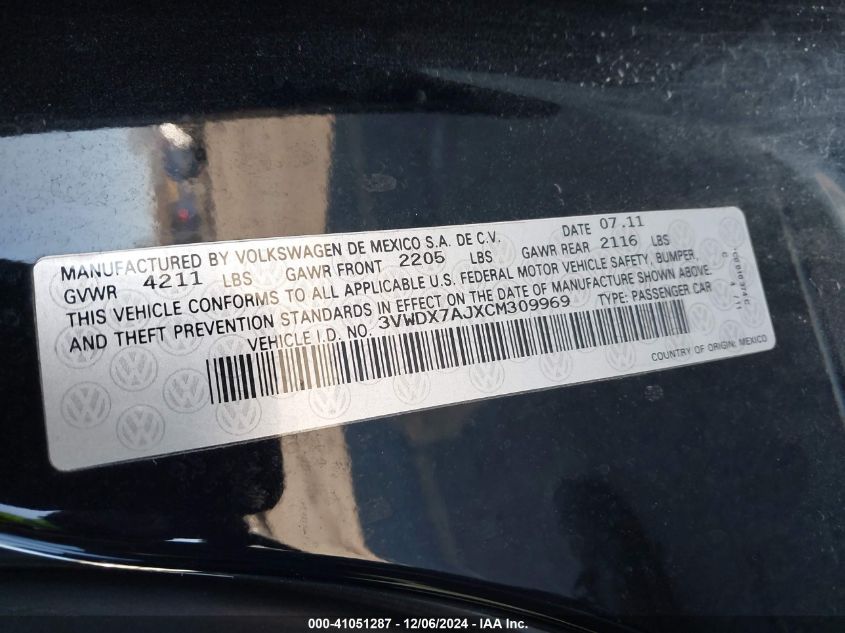 MANUFACTURED BY VOLKSWAGEN DE MEXICO S.A. DE C.V. DATE 07.11
GVWR 4211 LBS GAWR FRONT 2205 LBS GAWR REAR 2116 LBS
THIS VEHICLE CONFORMS TO ALL APPLICABLE U.S. FEDERAL MOTOR VEHICLE SAFETY, BUMPER,
AND THEFT PREVENTION STANDARDS IN EFFECT ON THE DATE OF MANUFACTURE SHOWN ABOVE.
VEHICLE I.D. NO. 3VWDX7AJXCM309969 TYPE: PASSENGER CAR
COUNTRY OF ORIGIN: MEXICO
000-41051287 - 12/06/2024 - IAA Inc.